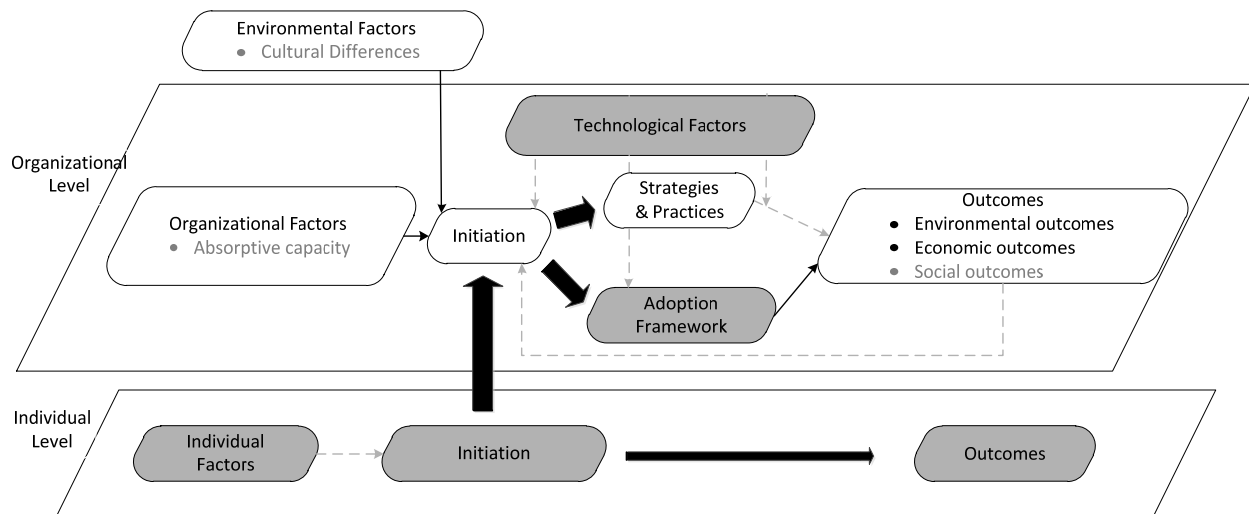 Environmental Factors
● Cultural Differences
Technological Factors
Organizational
Level
Strategies
& Practices
Organizational Factors
● Absorptive capacity
Initiation
Outcomes
● Environmental outcomes
● Economic outcomes
● Social outcomes
Adoption
Framework
Individual
Level
Individual
Factors
Initiation
Outcomes